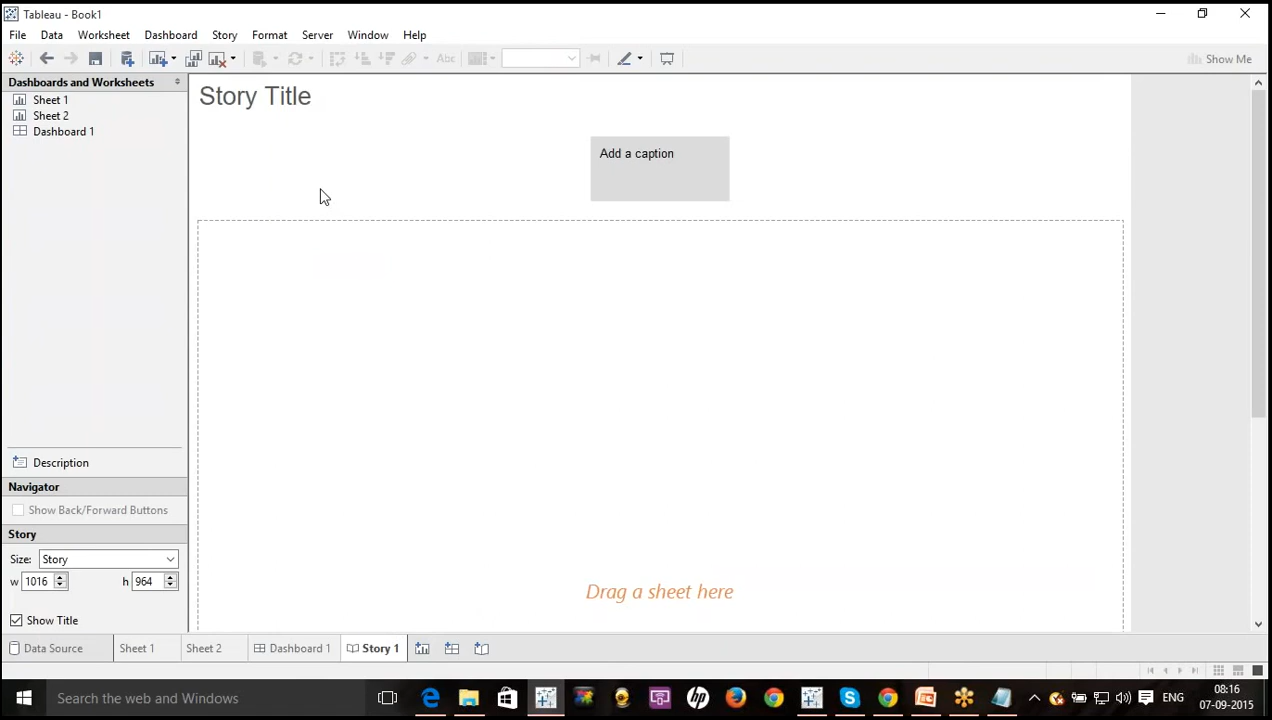 Tableau - Book1
File Data Worksheet Dashboard Story Format Server Window Help
Abc
Show Me
Dashboards and Worksheets
Sheet 1
Sheet 2
Dashboard 1
Story Title
Add a caption
Drag a sheet here
Description
Navigator
Show Back/Forward Buttons
Story
Size: Story
w 1016 h 964
Show Title
Data Source Sheet 1 Sheet 2 Dashboard 1 Story 1
Search the web and Windows
ENG
08:16
07-09-2015